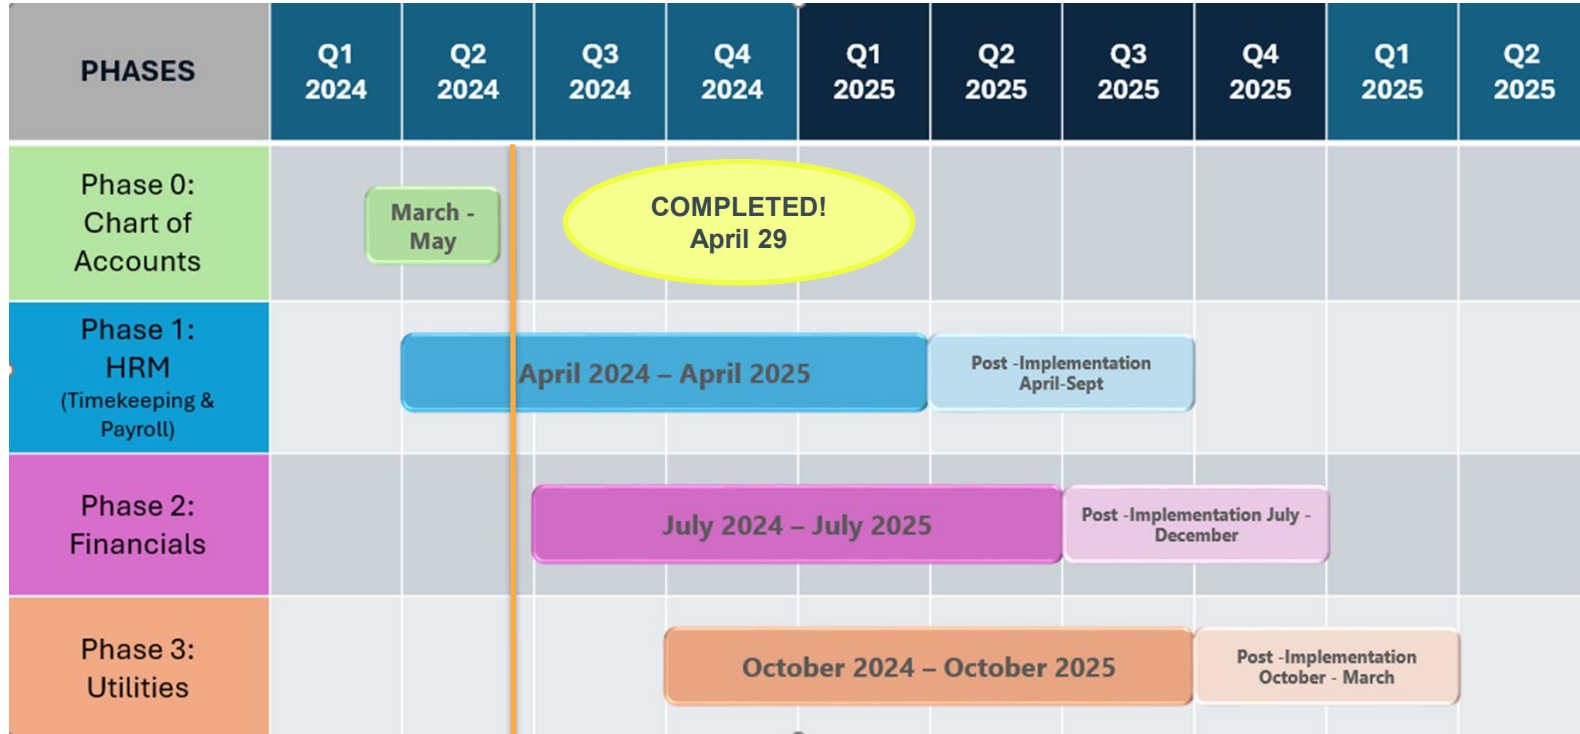 PHASES
Q1
2024
Q2
2024
Q3
2024
Q4
2024
Q1
2025
Q2
2025
Q3
2025
Q4
2025
Q1
2025
Q2
2025
Phase 0:
Chart of
Accounts
March -
May
COMPLETED!
April 29
Phase 1:
HRM
(Timekeeping &
Payroll)
April 2024 – April 2025
Post -Implementation
April-Sept
Phase 2:
Financials
July 2024 – July 2025
Post -Implementation July -
December
Phase 3:
Utilities
October 2024 – October 2025
Post -Implementation
October - March